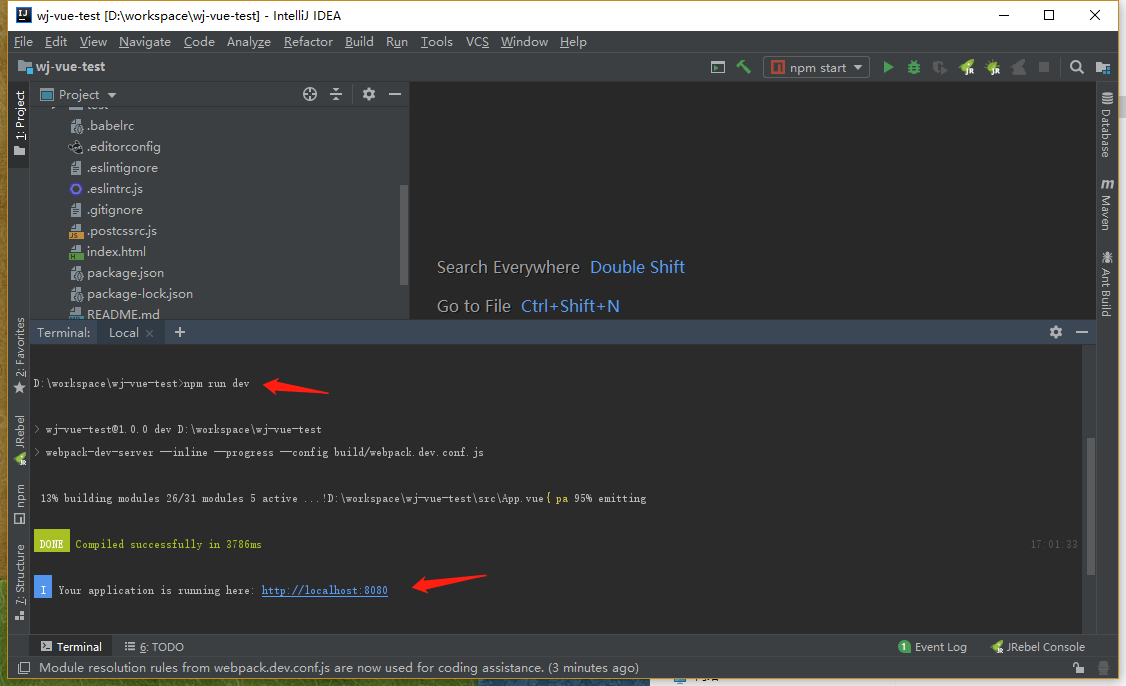 wj-vue-test [D:\workspace\wj-vue-test] - IntelliJ IDEA
File Edit View Navigate Code Analyze Refactor Build Run Tools VCS Window Help
wj-vue-test
npm start
1: Project
Project
.babelrc
.editorconfig
.eslintignore
.eslintrc.js
.gitignore
.postcssrc.js
index.html
package.json
package-lock.json
README.md
Search Everywhere Double Shift
Go to File Ctrl+Shift+N
Database
Maven
Ant Build
2: Favorites
JRebel
npm
7: Structure
Terminal: Local × +
D:\workspace\wj-vue-test>npm run dev
> wj-vue-test@1.0.0 dev D:\workspace\wj-vue-test
> webpack-dev-server --inline --progress --config build/webpack.dev.conf.js
13% building modules 26/31 modules 5 active ...!D:\workspace\wj-vue-test\src\App.vue{ pa 95% emitting
DONE Compiled successfully in 3786ms 17:01:33
I Your application is running here: http://localhost:8080
Terminal 6: TODO 1 Event Log JRebel Console
Module resolution rules from webpack.dev.conf.js are now used for coding assistance. (3 minutes ago)